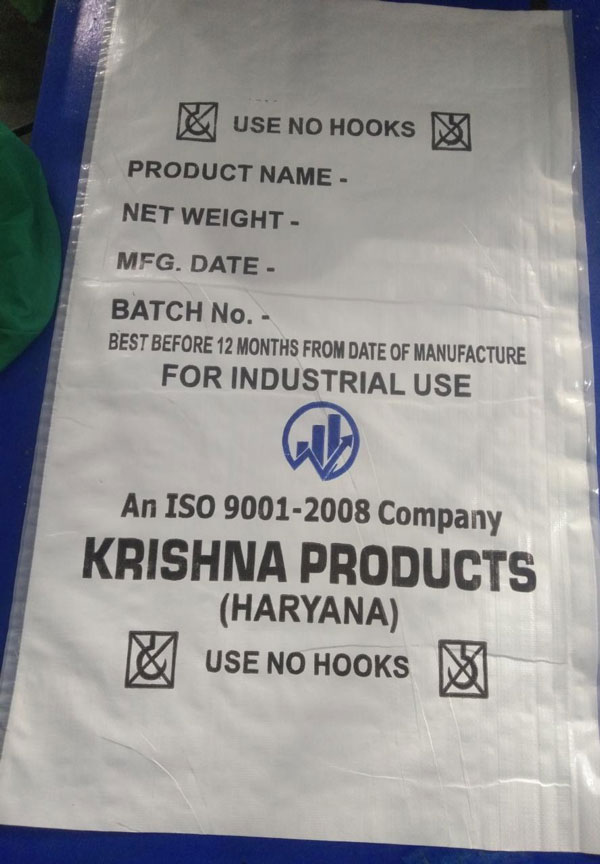 USE NO HOOKS
PRODUCT NAME -
NET WEIGHT -
MFG. DATE -
BATCH No. -
BEST BEFORE 12 MONTHS FROM DATE OF MANUFACTURE
FOR INDUSTRIAL USE
An ISO 9001-2008 Company
KRISHNA PRODUCTS
(HARYANA)
USE NO HOOKS